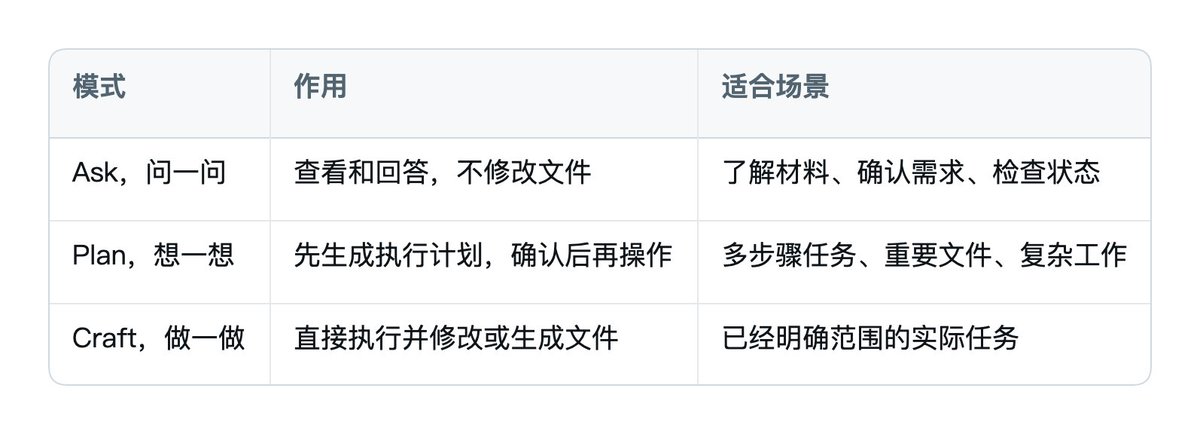 模式 作用 适合场景
Ask，问一问 查看和回答，不修改文件 了解材料、确认需求、检查状态
Plan，想一想 先生成执行计划，确认后再操作 多步骤任务、重要文件、复杂工作
Craft，做一做 直接执行并修改或生成文件 已经明确范围的实际任务